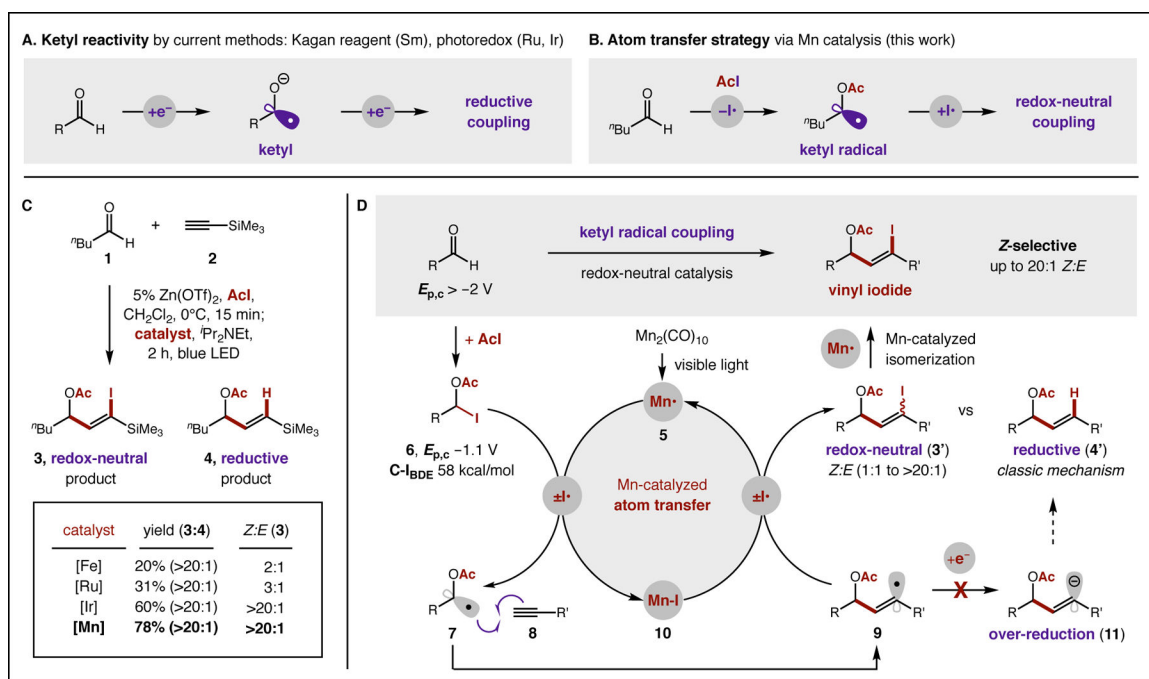 A. Ketyl reactivity by current methods: Kagan reagent (Sm), photoredox (Ru, Ir)
O
R
H
+e⁻
O
⊖
R
ketyl
+e⁻
reductive
coupling
B. Atom transfer strategy via Mn catalysis (this work)
O
ⁿBu
H
AcI
–I•
OAc
ⁿBu
ketyl radical
+I•
redox-neutral
coupling
C
O
ⁿBu
H
1
+
SiMe₃
2
5% Zn(OTf)₂, AcI,
CH₂Cl₂, 0°C, 15 min;
catalyst, ⁱPr₂NEt,
2 h, blue LED
OAc
I
ⁿBu
SiMe₃
3, redox-neutral
product
OAc
H
ⁿBu
SiMe₃
4, reductive
product
catalyst yield (3:4) Z:E (3)
[Fe] 20% (>20:1) 2:1
[Ru] 31% (>20:1) 3:1
[Ir] 60% (>20:1) >20:1
[Mn] 78% (>20:1) >20:1
D
O
R
H
Eₚ,c > −2 V
ketyl radical coupling
redox-neutral catalysis
OAc
I
R
R'
vinyl iodide
Z-selective
up to 20:1 Z:E
+ AcI
OAc
R
I
6, Eₚ,c −1.1 V
C-I_BDE 58 kcal/mol
Mn₂(CO)₁₀
visible light
Mn•
5
Mn-catalyzed
atom transfer
±I•
±I•
Mn-I
10
Mn•
Mn-catalyzed
isomerization
OAc
I
R
R'
redox-neutral (3')
Z:E (1:1 to >20:1)
vs
OAc
H
R
R'
reductive (4')
classic mechanism
OAc
R
7
R'
8
OAc
R
R'
9
+e⁻
X
OAc
⊖
R
R'
over-reduction (11)